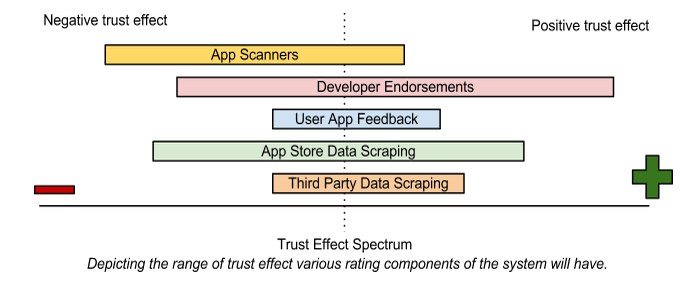 Negative trust effect
Positive trust effect
App Scanners
Developer Endorsements
User App Feedback
App Store Data Scraping
Third Party Data Scraping
Trust Effect Spectrum
Depicting the range of trust effect various rating components of the system will have.